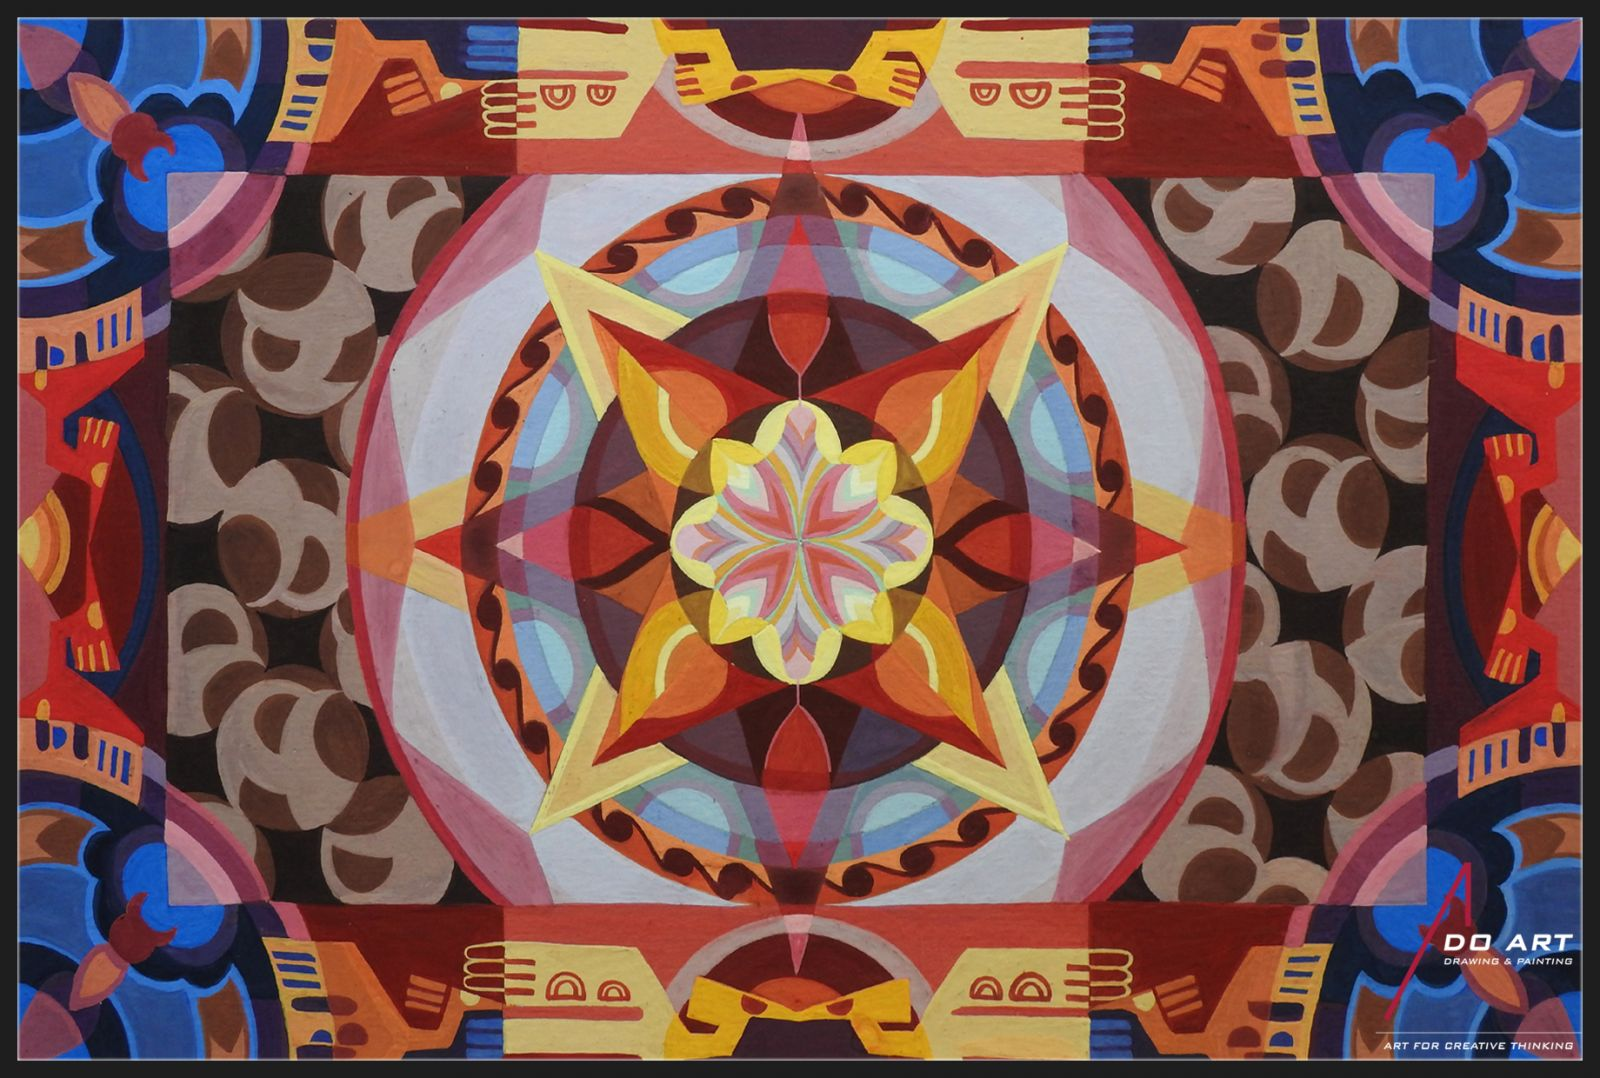 A DO ART
DRAWING & PAINTING
ART FOR CREATIVE THINKING